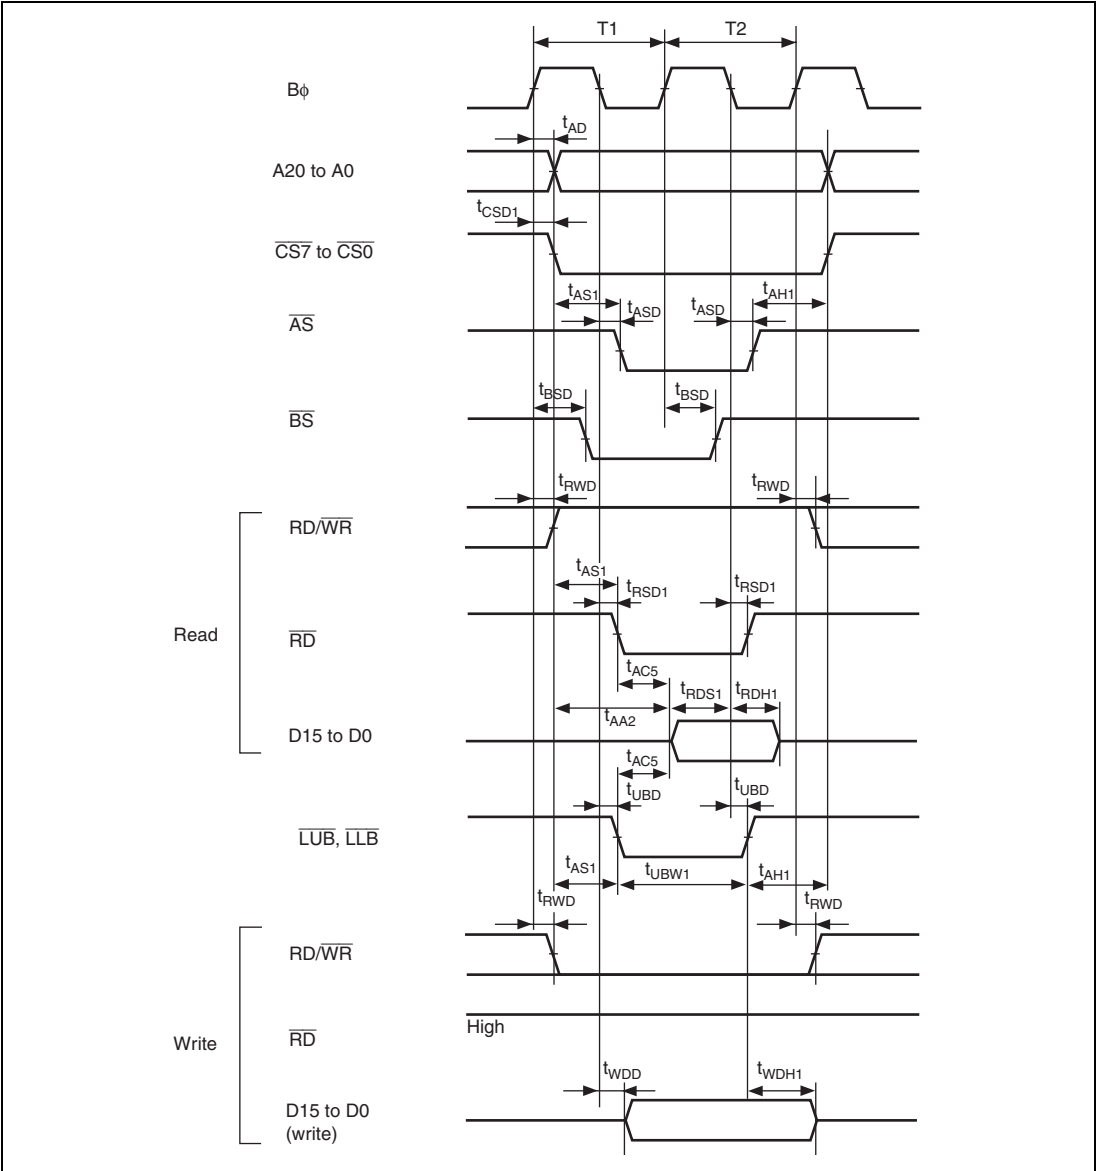 T1 T2
Bϕ
tAD
A20 to A0
tCSD1
CS7 to CS0
tAS1 tAH1
tASD tASD
AS
tBSD tBSD
BS
tRWD tRWD
RD/WR
tAS1
tRSD1 tRSD1
Read
RD
tAC5
tRDS1 tRDH1
tAA2
D15 to D0
tAC5
tUBD tUBD
LUB, LLB
tAS1 tUBW1 tAH1
tRWD tRWD
RD/WR
High
RD
Write
tWDD tWDH1
D15 to D0
(write)